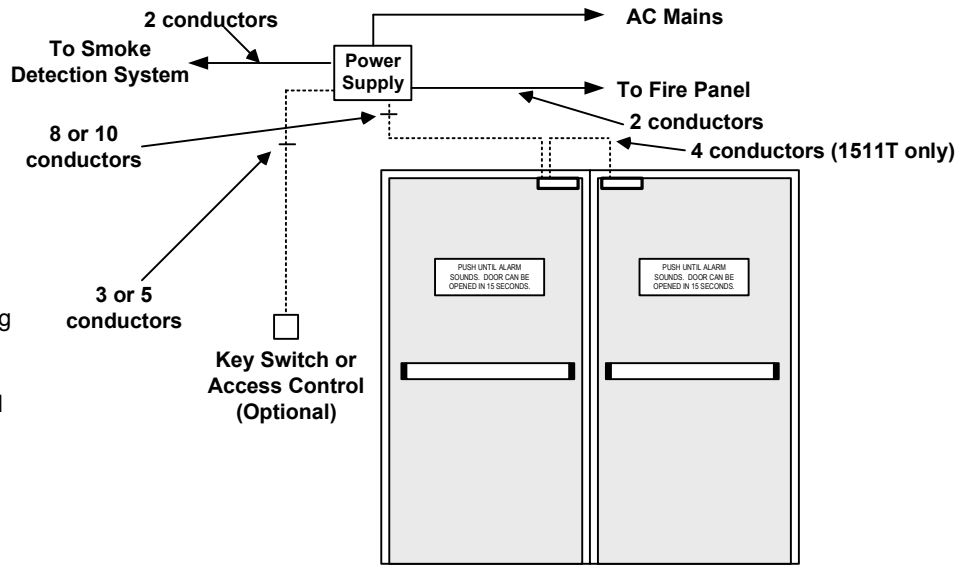 2 conductors
AC Mains
To Smoke
Detection System
Power
Supply
To Fire Panel
2 conductors
8 or 10
conductors
4 conductors (1511T only)
PUSH UNTIL ALARM
SOUNDS. DOOR CAN BE
OPENED IN 15 SECONDS.
PUSH UNTIL ALARM
SOUNDS. DOOR CAN BE
OPENED IN 15 SECONDS.
3 or 5
conductors
g
Key Switch or
Access Control
(Optional)